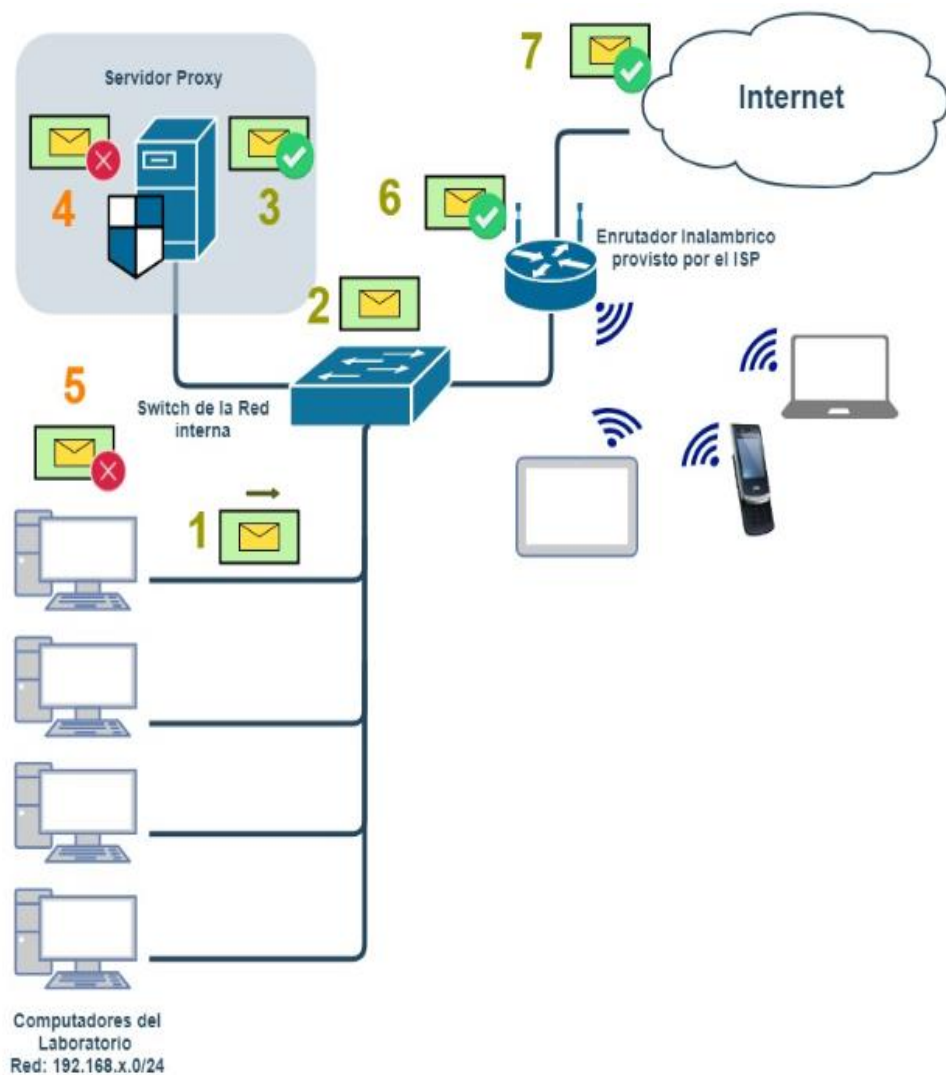 7
Internet
Servidor Proxy
4
3
6
Enrutador Inalambrico
provisto por el ISP
2
5
Switch de la Red
interna
1
Computadores del
Laboratorio
Red: 192.168.x.0/24